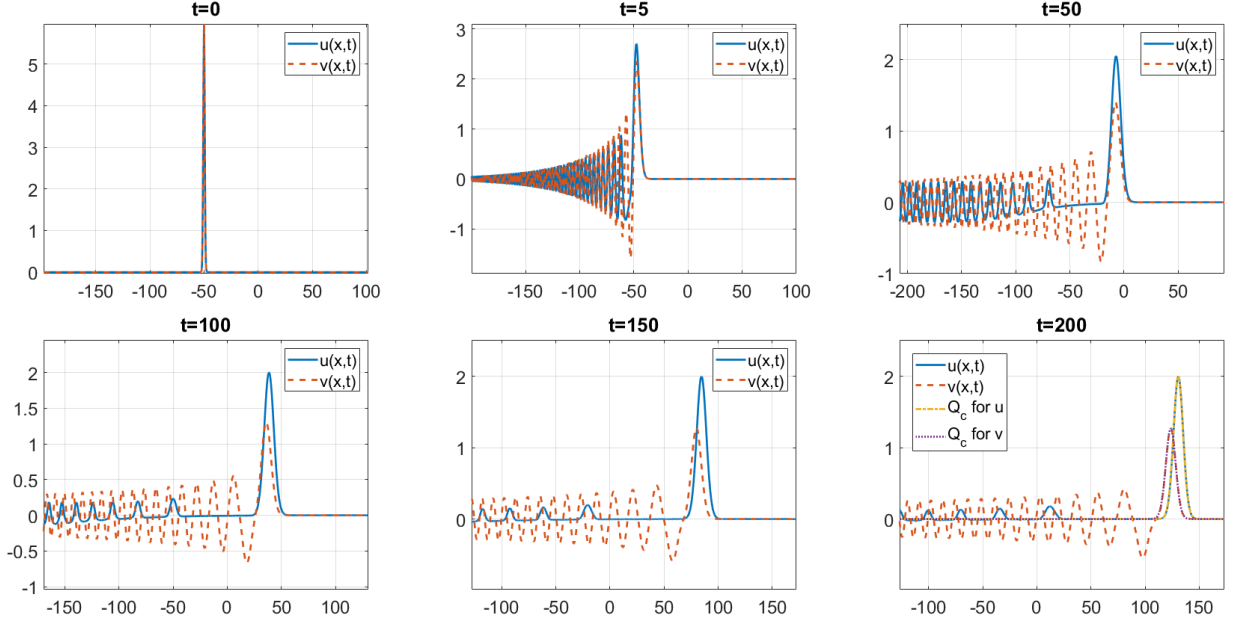 t=0
5
4
3
2
1
0
-150 -100 -50 0 50 100
u(x,t)
v(x,t)
t=5
3
2
1
0
-1
-150 -100 -50 0 50 100
u(x,t)
v(x,t)
t=50
2
1
0
-1
-200 -150 -100 -50 0 50
u(x,t)
v(x,t)
t=100
2
1.5
1
0.5
0
-0.5
-1
-150 -100 -50 0 50 100
u(x,t)
v(x,t)
t=150
2
1
0
-100 -50 0 50 100 150
u(x,t)
v(x,t)
t=200
2
1
0
-100 -50 0 50 100 150
u(x,t)
v(x,t)
Q_c for u
Q_c for v